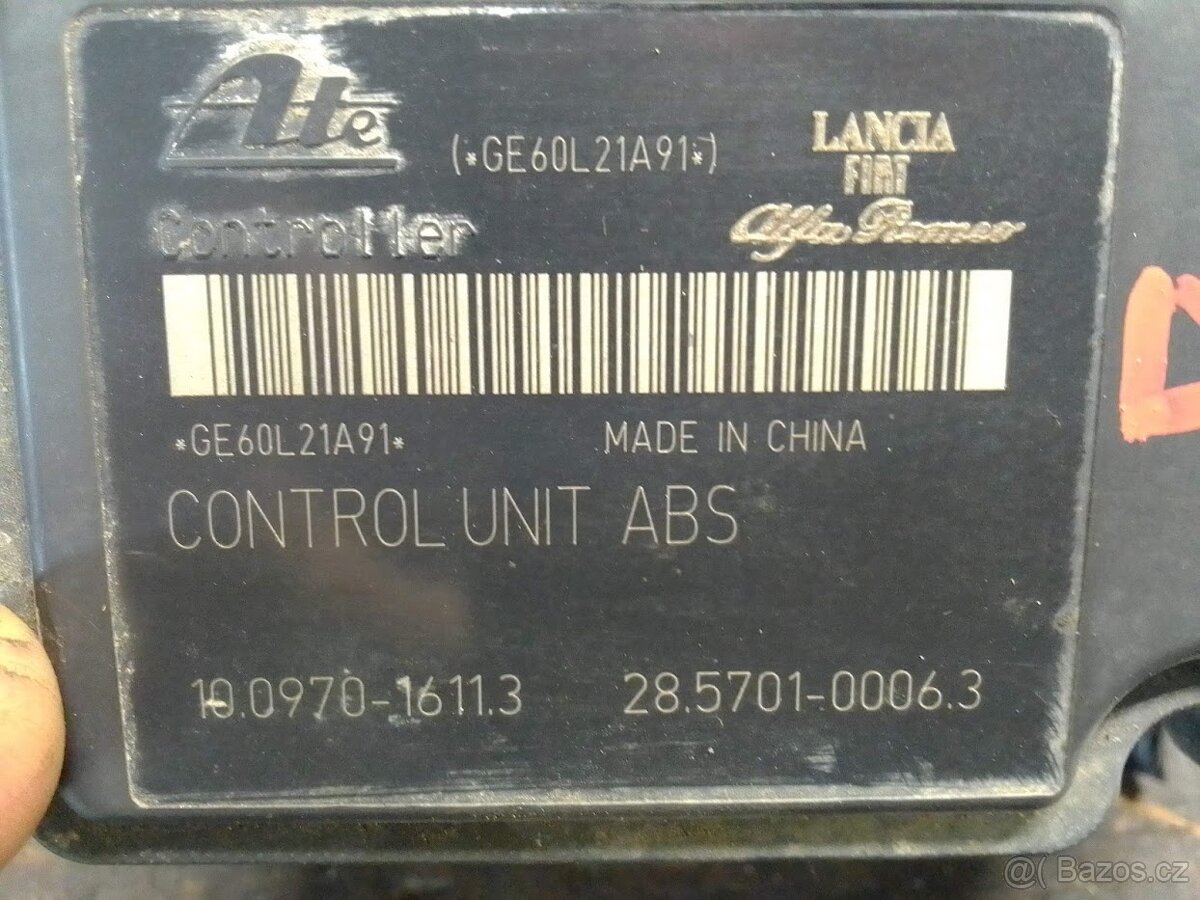 Ate
(*GE60L21A91*)
LANCIA
FIAT
Alfa Romeo
Controller
*GE60L21A91*
MADE IN CHINA
CONTROL UNIT ABS
10.0970-1611.3
28.5701-0006.3
@( Bazos.cz